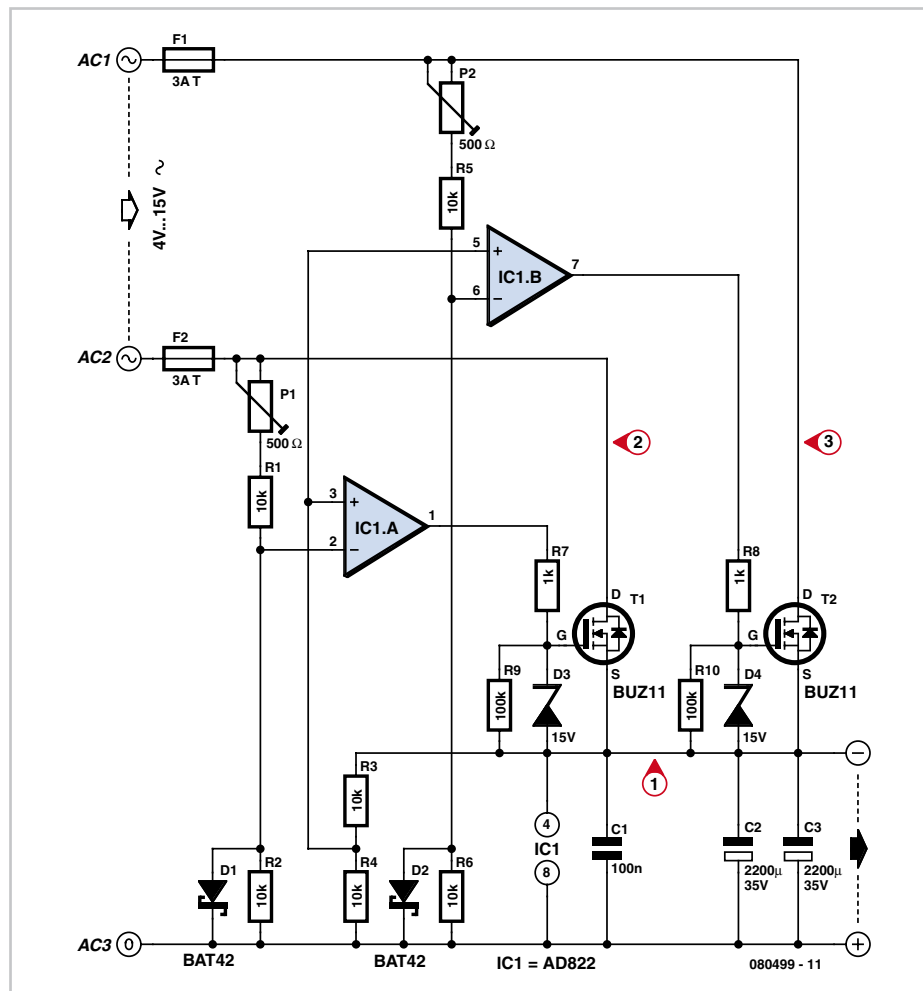 AC1
F1
3A T
P2
500 Ω
R5
10k
4V...15V ~
5
+
6
−
IC1.B
7
AC2
F2
3A T
P1
500 Ω
R1
10k
2
3
3
+
2
−
IC1.A
1
R7
1k
R8
1k
D
T1
G
S
BUZ11
D
T2
G
S
BUZ11
R9
100k
D3
15V
R10
100k
D4
15V
−
1
R3
10k
4
IC1
8
C1
100n
C2
2200µ
35V
C3
2200µ
35V
D1
R2
10k
R4
10k
D2
R6
10k
AC3
0
BAT42
BAT42
IC1 = AD822
080499 - 11
+